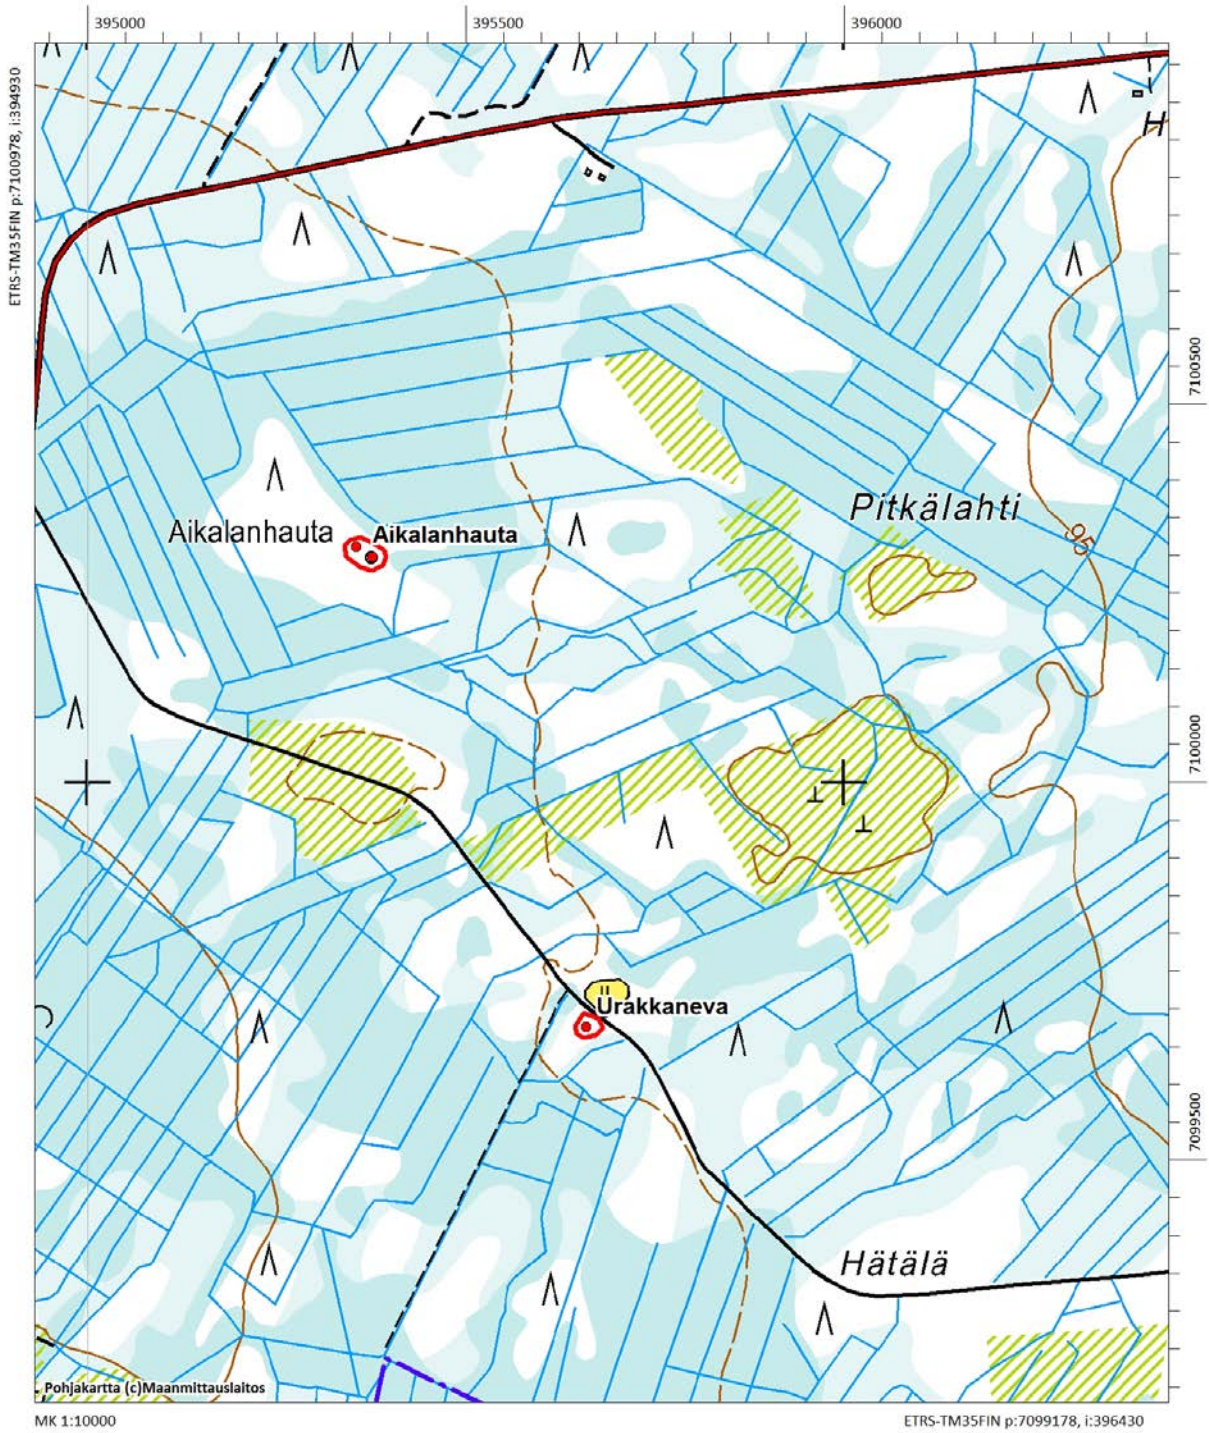 395000
395500
396000
ETRS-TM35FIN p:7100978, i:394930
H
7100500
Pitkälahti
Aikalanhauta
Aikalanhauta
95
7100000
Urakkaneva
7099500
Hätälä
Pohjakartta (c)Maanmittauslaitos
MK 1:10000
ETRS-TM35FIN p:7099178, i:396430